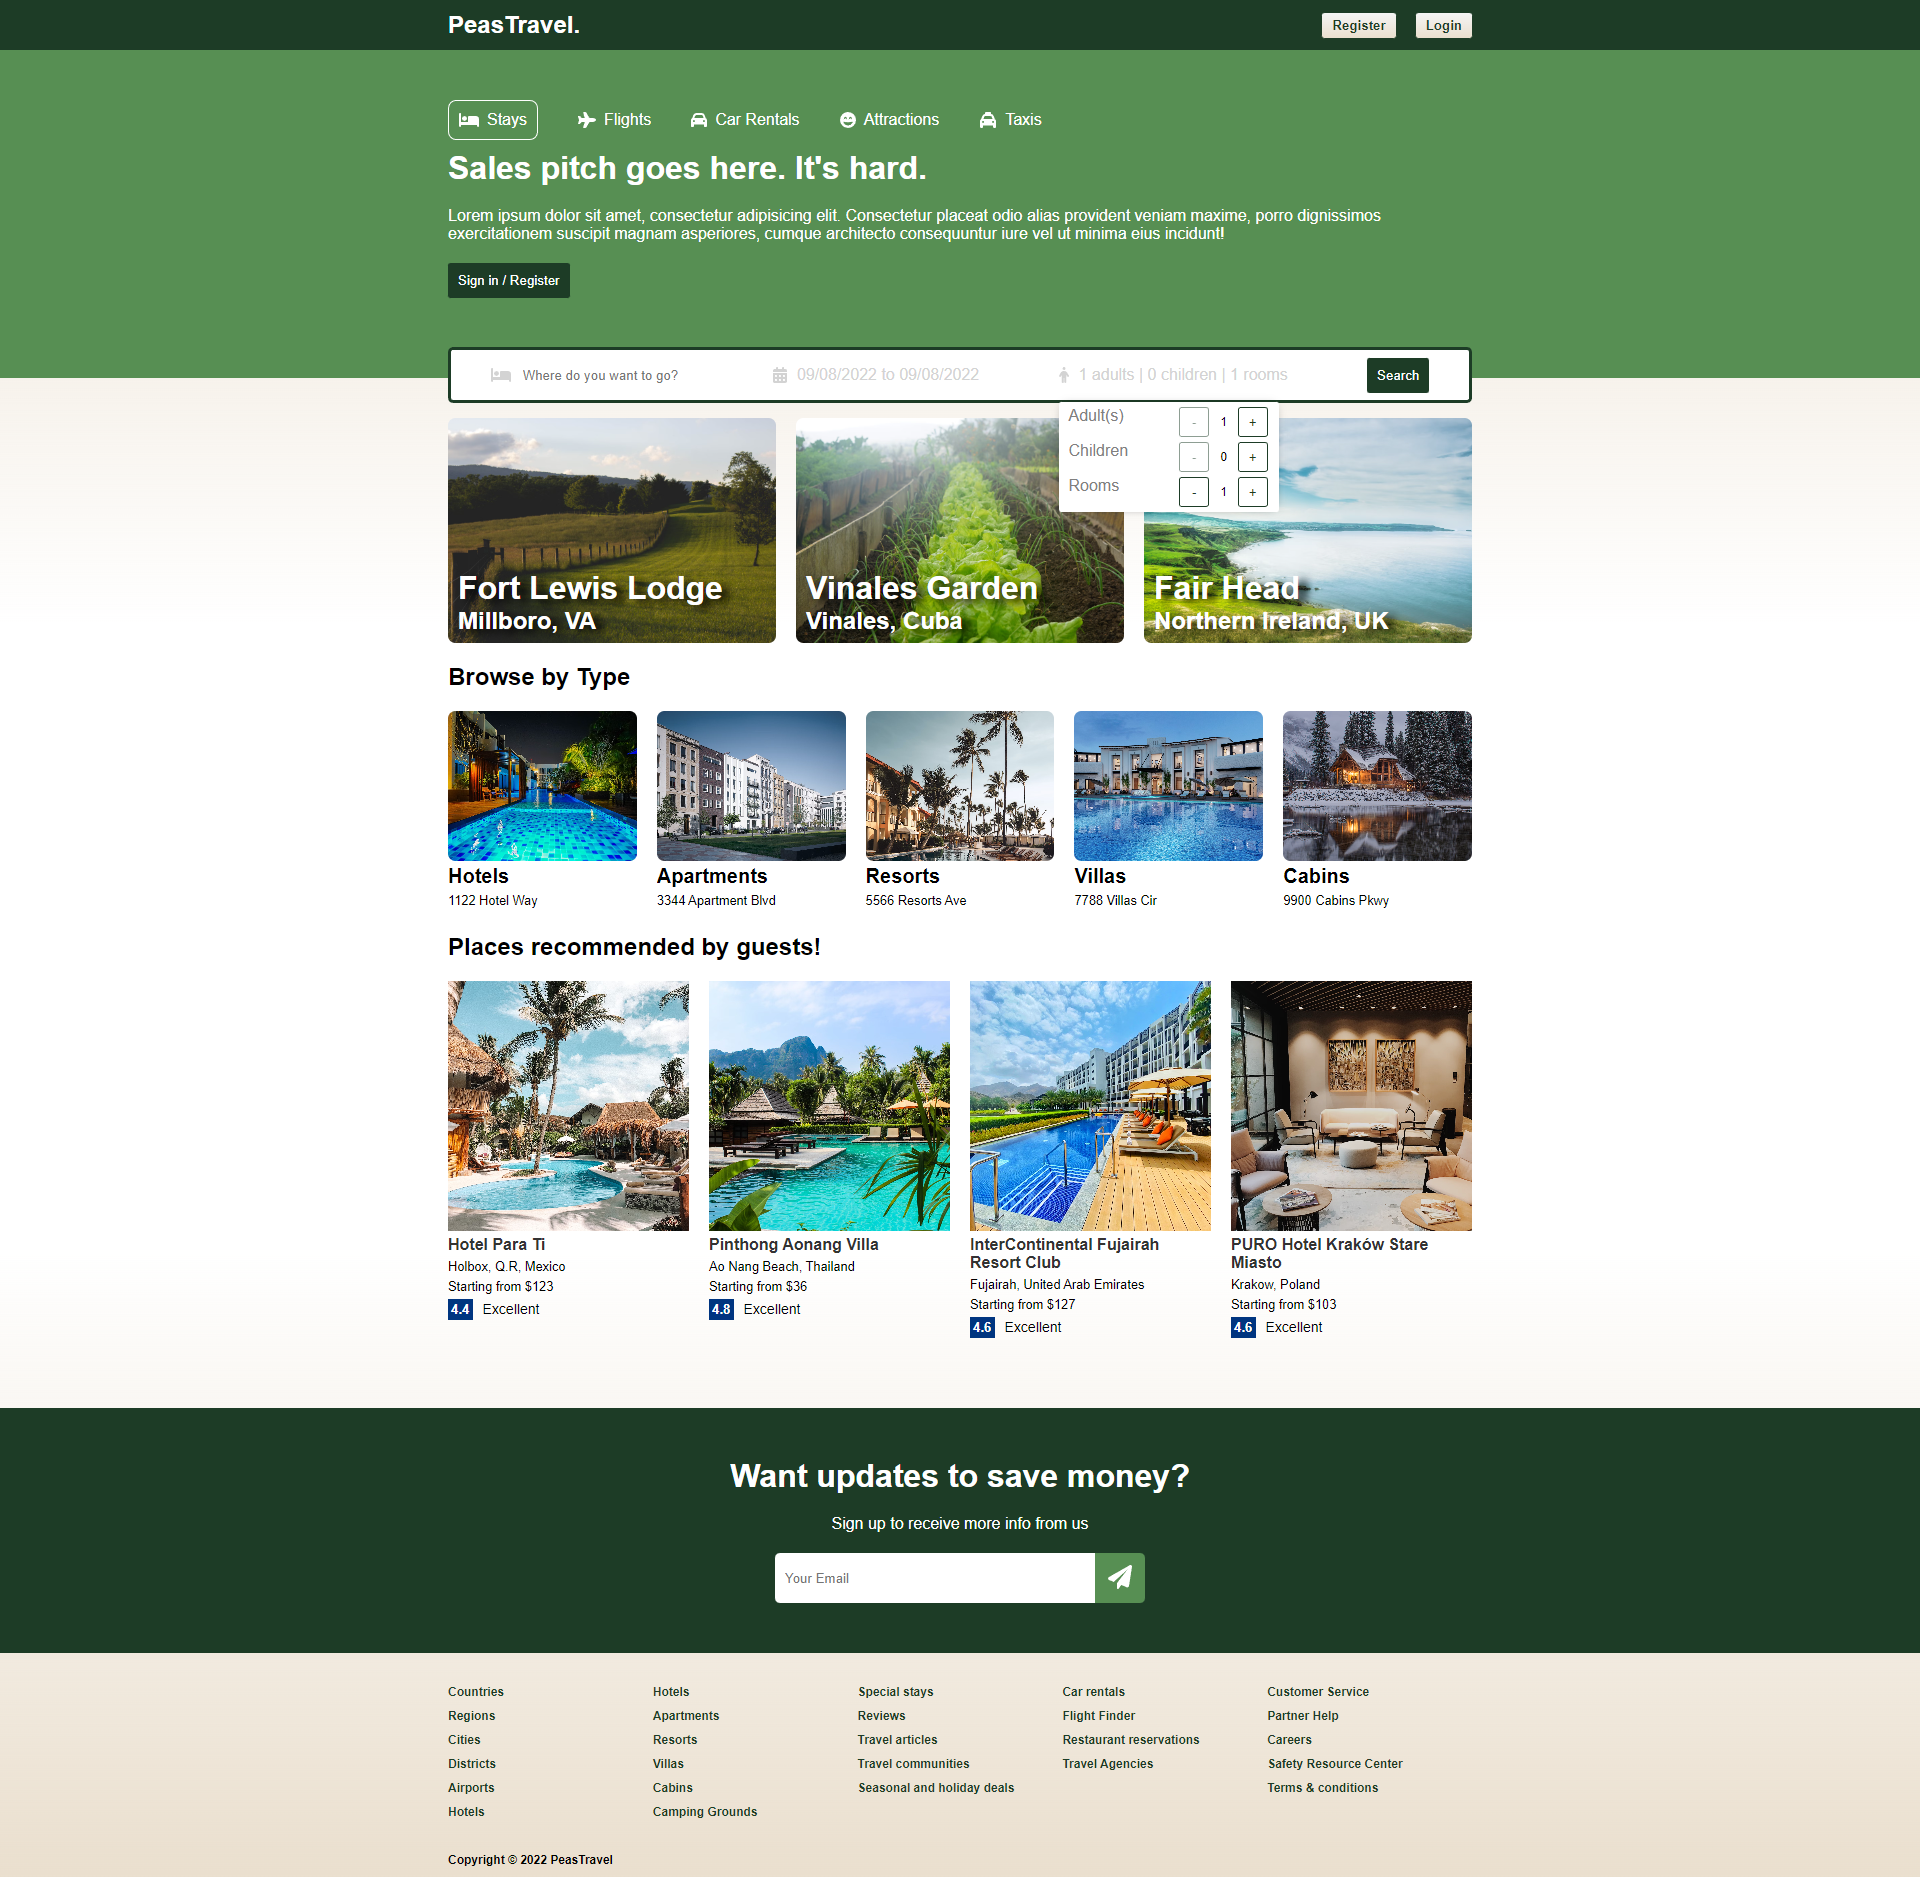 PeasTravel.
Register
Login
Stays
Flights
Car Rentals
Attractions
Taxis
Sales pitch goes here. It's hard.
Lorem ipsum dolor sit amet, consectetur adipisicing elit. Consectetur placeat odio alias provident veniam maxime, porro dignissimos
exercitationem suscipit magnam asperiores, cumque architecto consequuntur iure vel ut minima eius incidunt!
Sign in / Register
Where do you want to go?
09/08/2022 to 09/08/2022
1 adults | 0 children | 1 rooms
Search
Adult(s)
- 1 +
Children
- 0 +
Rooms
- 1 +
Fort Lewis Lodge
Millboro, VA
Vinales Garden
Vinales, Cuba
Fair Head
Northern Ireland, UK
Browse by Type
Hotels
1122 Hotel Way
Apartments
3344 Apartment Blvd
Resorts
5566 Resorts Ave
Villas
7788 Villas Cir
Cabins
9900 Cabins Pkwy
Places recommended by guests!
Hotel Para Ti
Holbox, Q.R, Mexico
Starting from $123
4.4 Excellent
Pinthong Aonang Villa
Ao Nang Beach, Thailand
Starting from $36
4.8 Excellent
InterContinental Fujairah
Resort Club
Fujairah, United Arab Emirates
Starting from $127
4.6 Excellent
PURO Hotel Kraków Stare
Miasto
Krakow, Poland
Starting from $103
4.6 Excellent
Want updates to save money?
Sign up to receive more info from us
Your Email
Countries
Regions
Cities
Districts
Airports
Hotels
Hotels
Apartments
Resorts
Villas
Cabins
Camping Grounds
Special stays
Reviews
Travel articles
Travel communities
Seasonal and holiday deals
Car rentals
Flight Finder
Restaurant reservations
Travel Agencies
Customer Service
Partner Help
Careers
Safety Resource Center
Terms & conditions
Copyright © 2022 PeasTravel